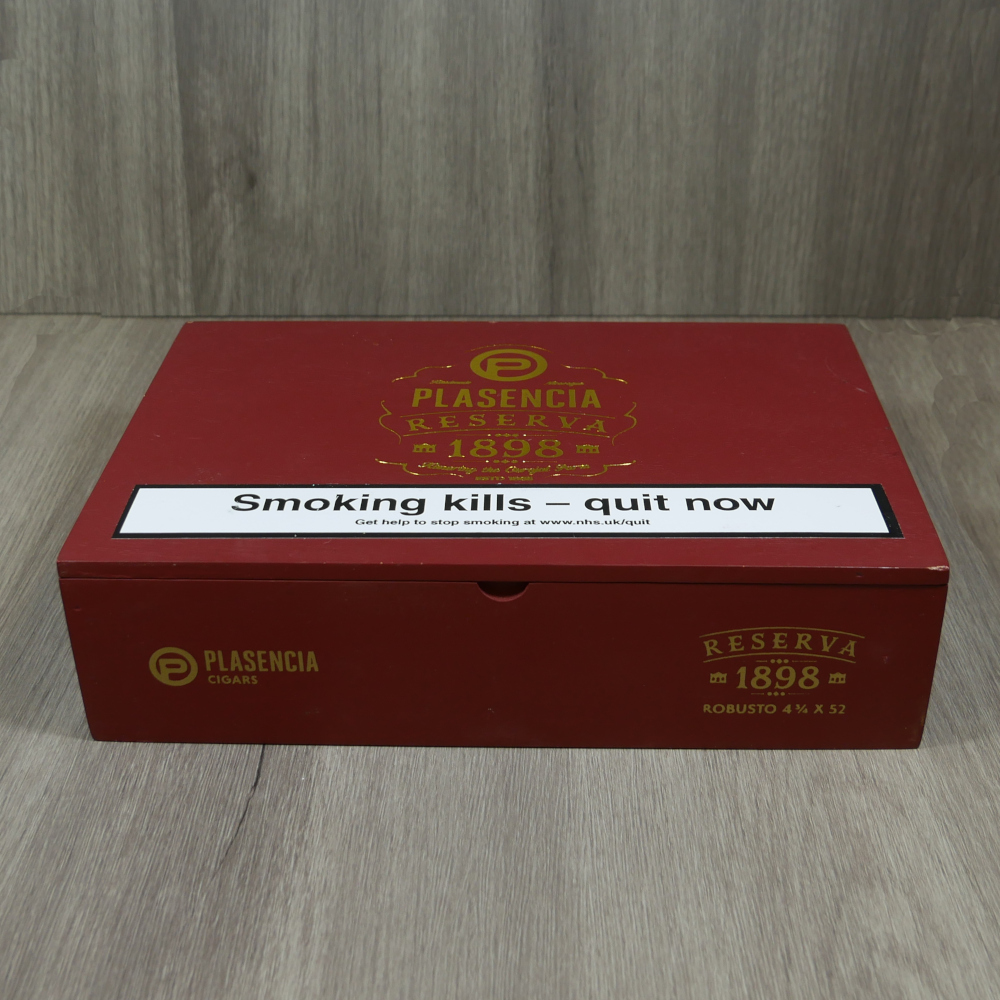 P
PLASENCIA
RESERVA
1898
Smoking kills – quit now
Get help to stop smoking at www.nhs.uk/quit
P PLASENCIA
CIGARS
RESERVA
1898
ROBUSTO 4 ¾ X 52